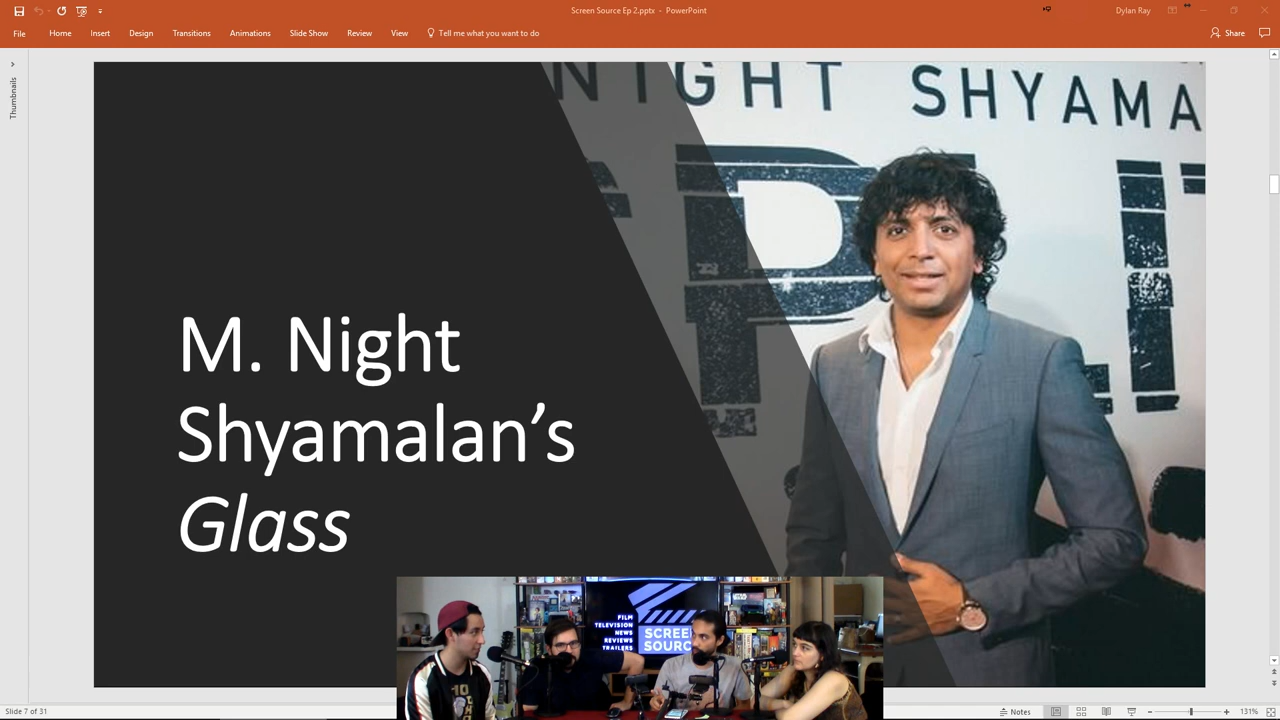 Screen Source Ep 2.pptx - PowerPoint
Dylan Ray
File Home Insert Design Transitions Animations Slide Show Review View Tell me what you want to do
Share
Thumbnails
NIGHT SHYAMA
SPLIT
M. Night
Shyamalan’s
Glass
FILM
TELEVISION
NEWS
REVIEWS
TRAILERS
SCREEN
SOURC
Slide 7 of 31
Notes
131%